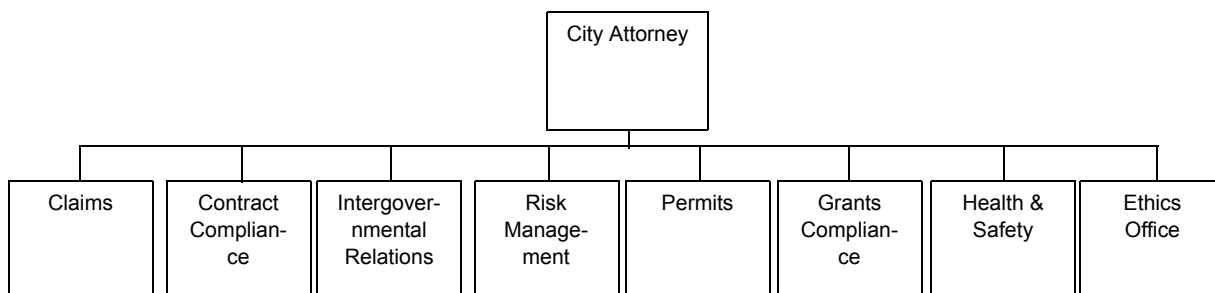 City Attorney
Claims
Contract
Complian-
ce
Intergover-
nmental
Relations
Risk
Manage-
ment
Permits
Grants
Complian-
ce
Health &
Safety
Ethics
Office